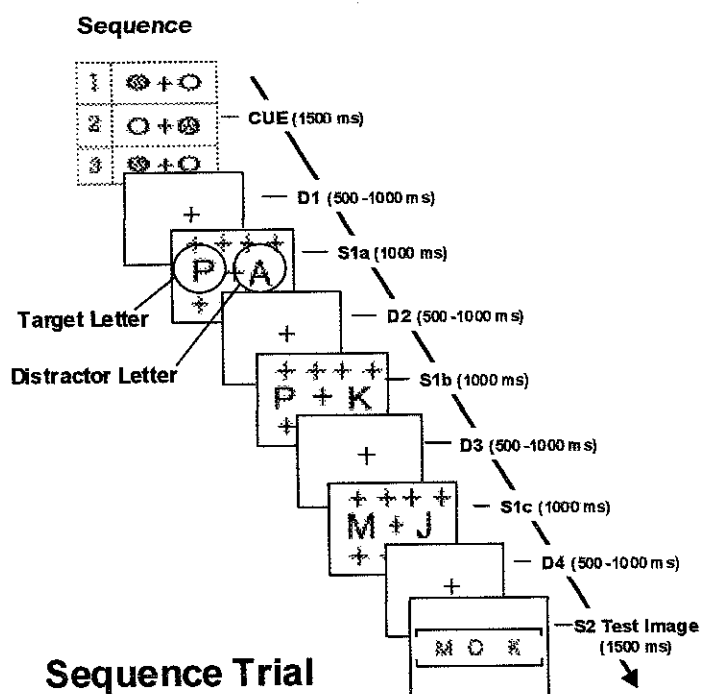 Sequence
1 + 
2 + 
3 + 
CUE (1500 ms)
+
D1 (500-1000 ms)
+ + + +
P + A
+
S1a (1000 ms)
Target Letter
Distractor Letter
+
D2 (500-1000 ms)
+ + + +
P + K
+
S1b (1000 ms)
+
D3 (500-1000 ms)
+ + + +
M + J
+ +
S1c (1000 ms)
+
D4 (500-1000 ms)
M O K
S2 Test Image
(1500 ms)
Sequence Trial